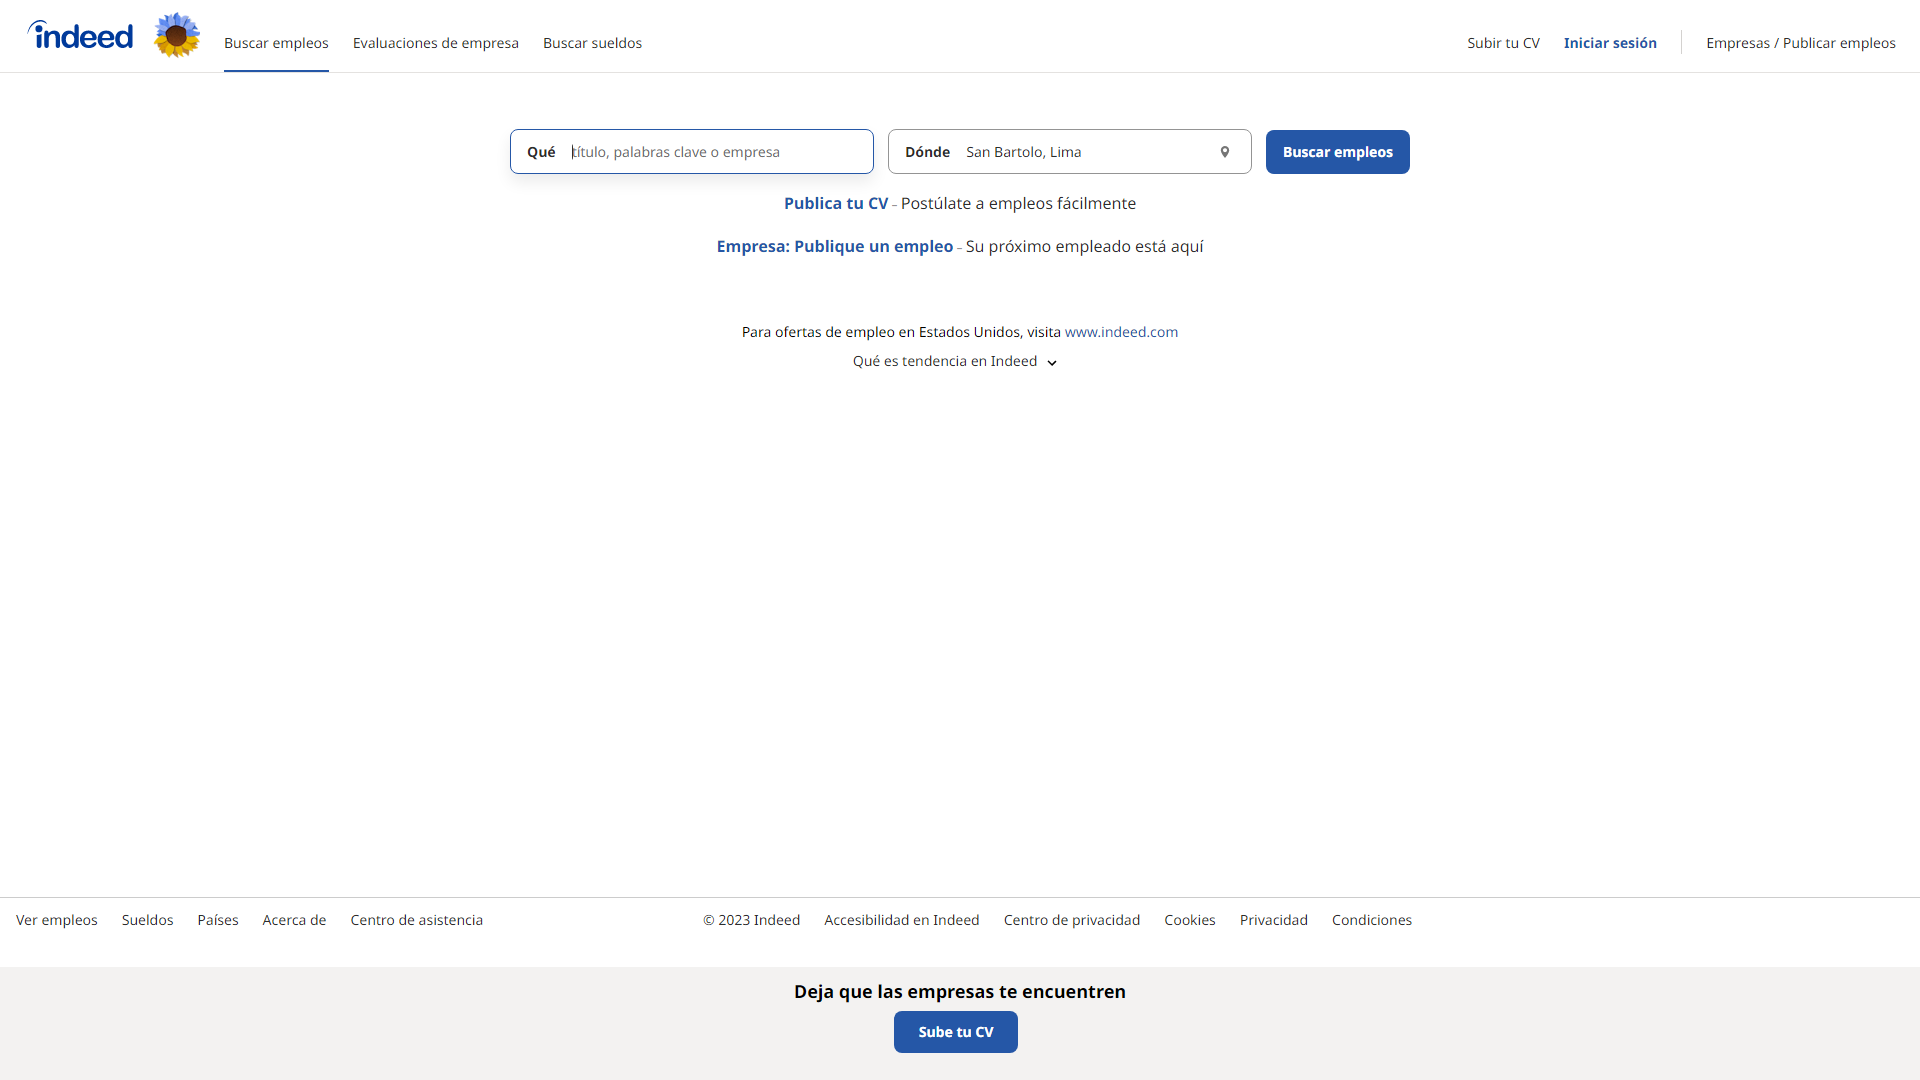 indeed
Buscar empleos
Evaluaciones de empresa
Buscar sueldos
Subir tu CV
Iniciar sesión
Empresas / Publicar empleos
Qué título, palabras clave o empresa
Dónde San Bartolo, Lima
Buscar empleos
Publica tu CV – Postúlate a empleos fácilmente
Empresa: Publique un empleo – Su próximo empleado está aquí
Para ofertas de empleo en Estados Unidos, visita www.indeed.com
Qué es tendencia en Indeed
Ver empleos
Sueldos
Países
Acerca de
Centro de asistencia
© 2023 Indeed
Accesibilidad en Indeed
Centro de privacidad
Cookies
Privacidad
Condiciones
Deja que las empresas te encuentren
Sube tu CV